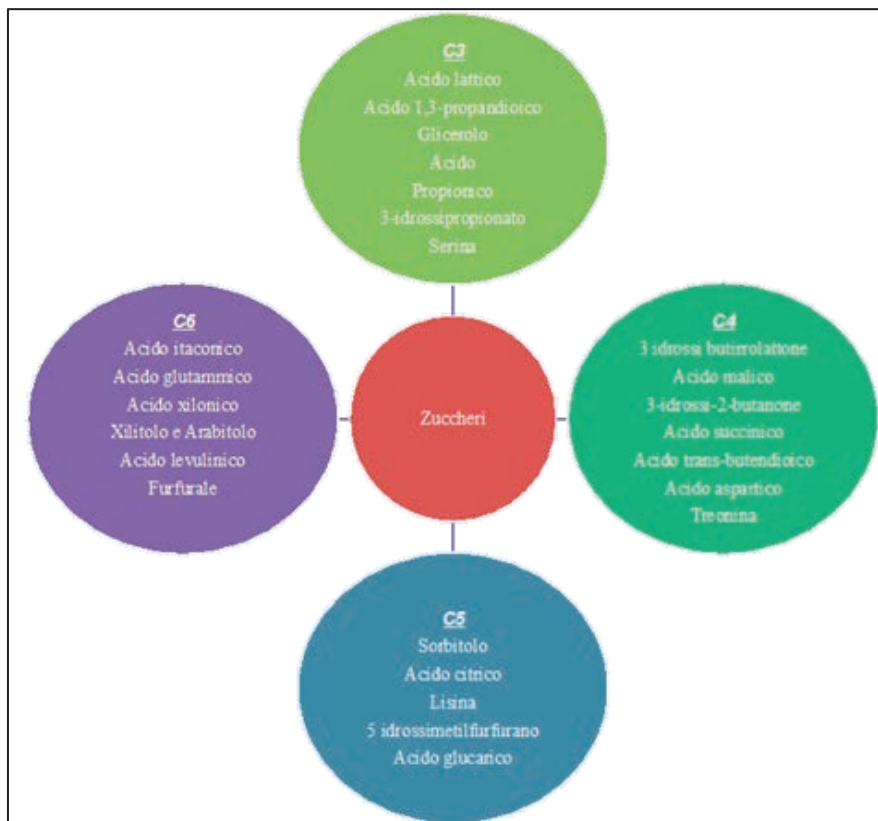 C3
Acido lattico
Acido 1,3-propandioico
Glicerolo
Acido
Propionico
3-idrossipropionato
Serina
C6
Acido itaconico
Acido glutammico
Acido xilonico
Xilitolo e Arabitolo
Acido levulinico
Furfurale
Zuccheri
C4
3 idrossi butirrolattone
Acido malico
3-idrossi-2-butanone
Acido succinico
Acido trans-butendioico
Acido aspartico
Treonina
C5
Sorbitolo
Acido citrico
Lisina
5 idrossimetilfurfurano
Acido glucarico